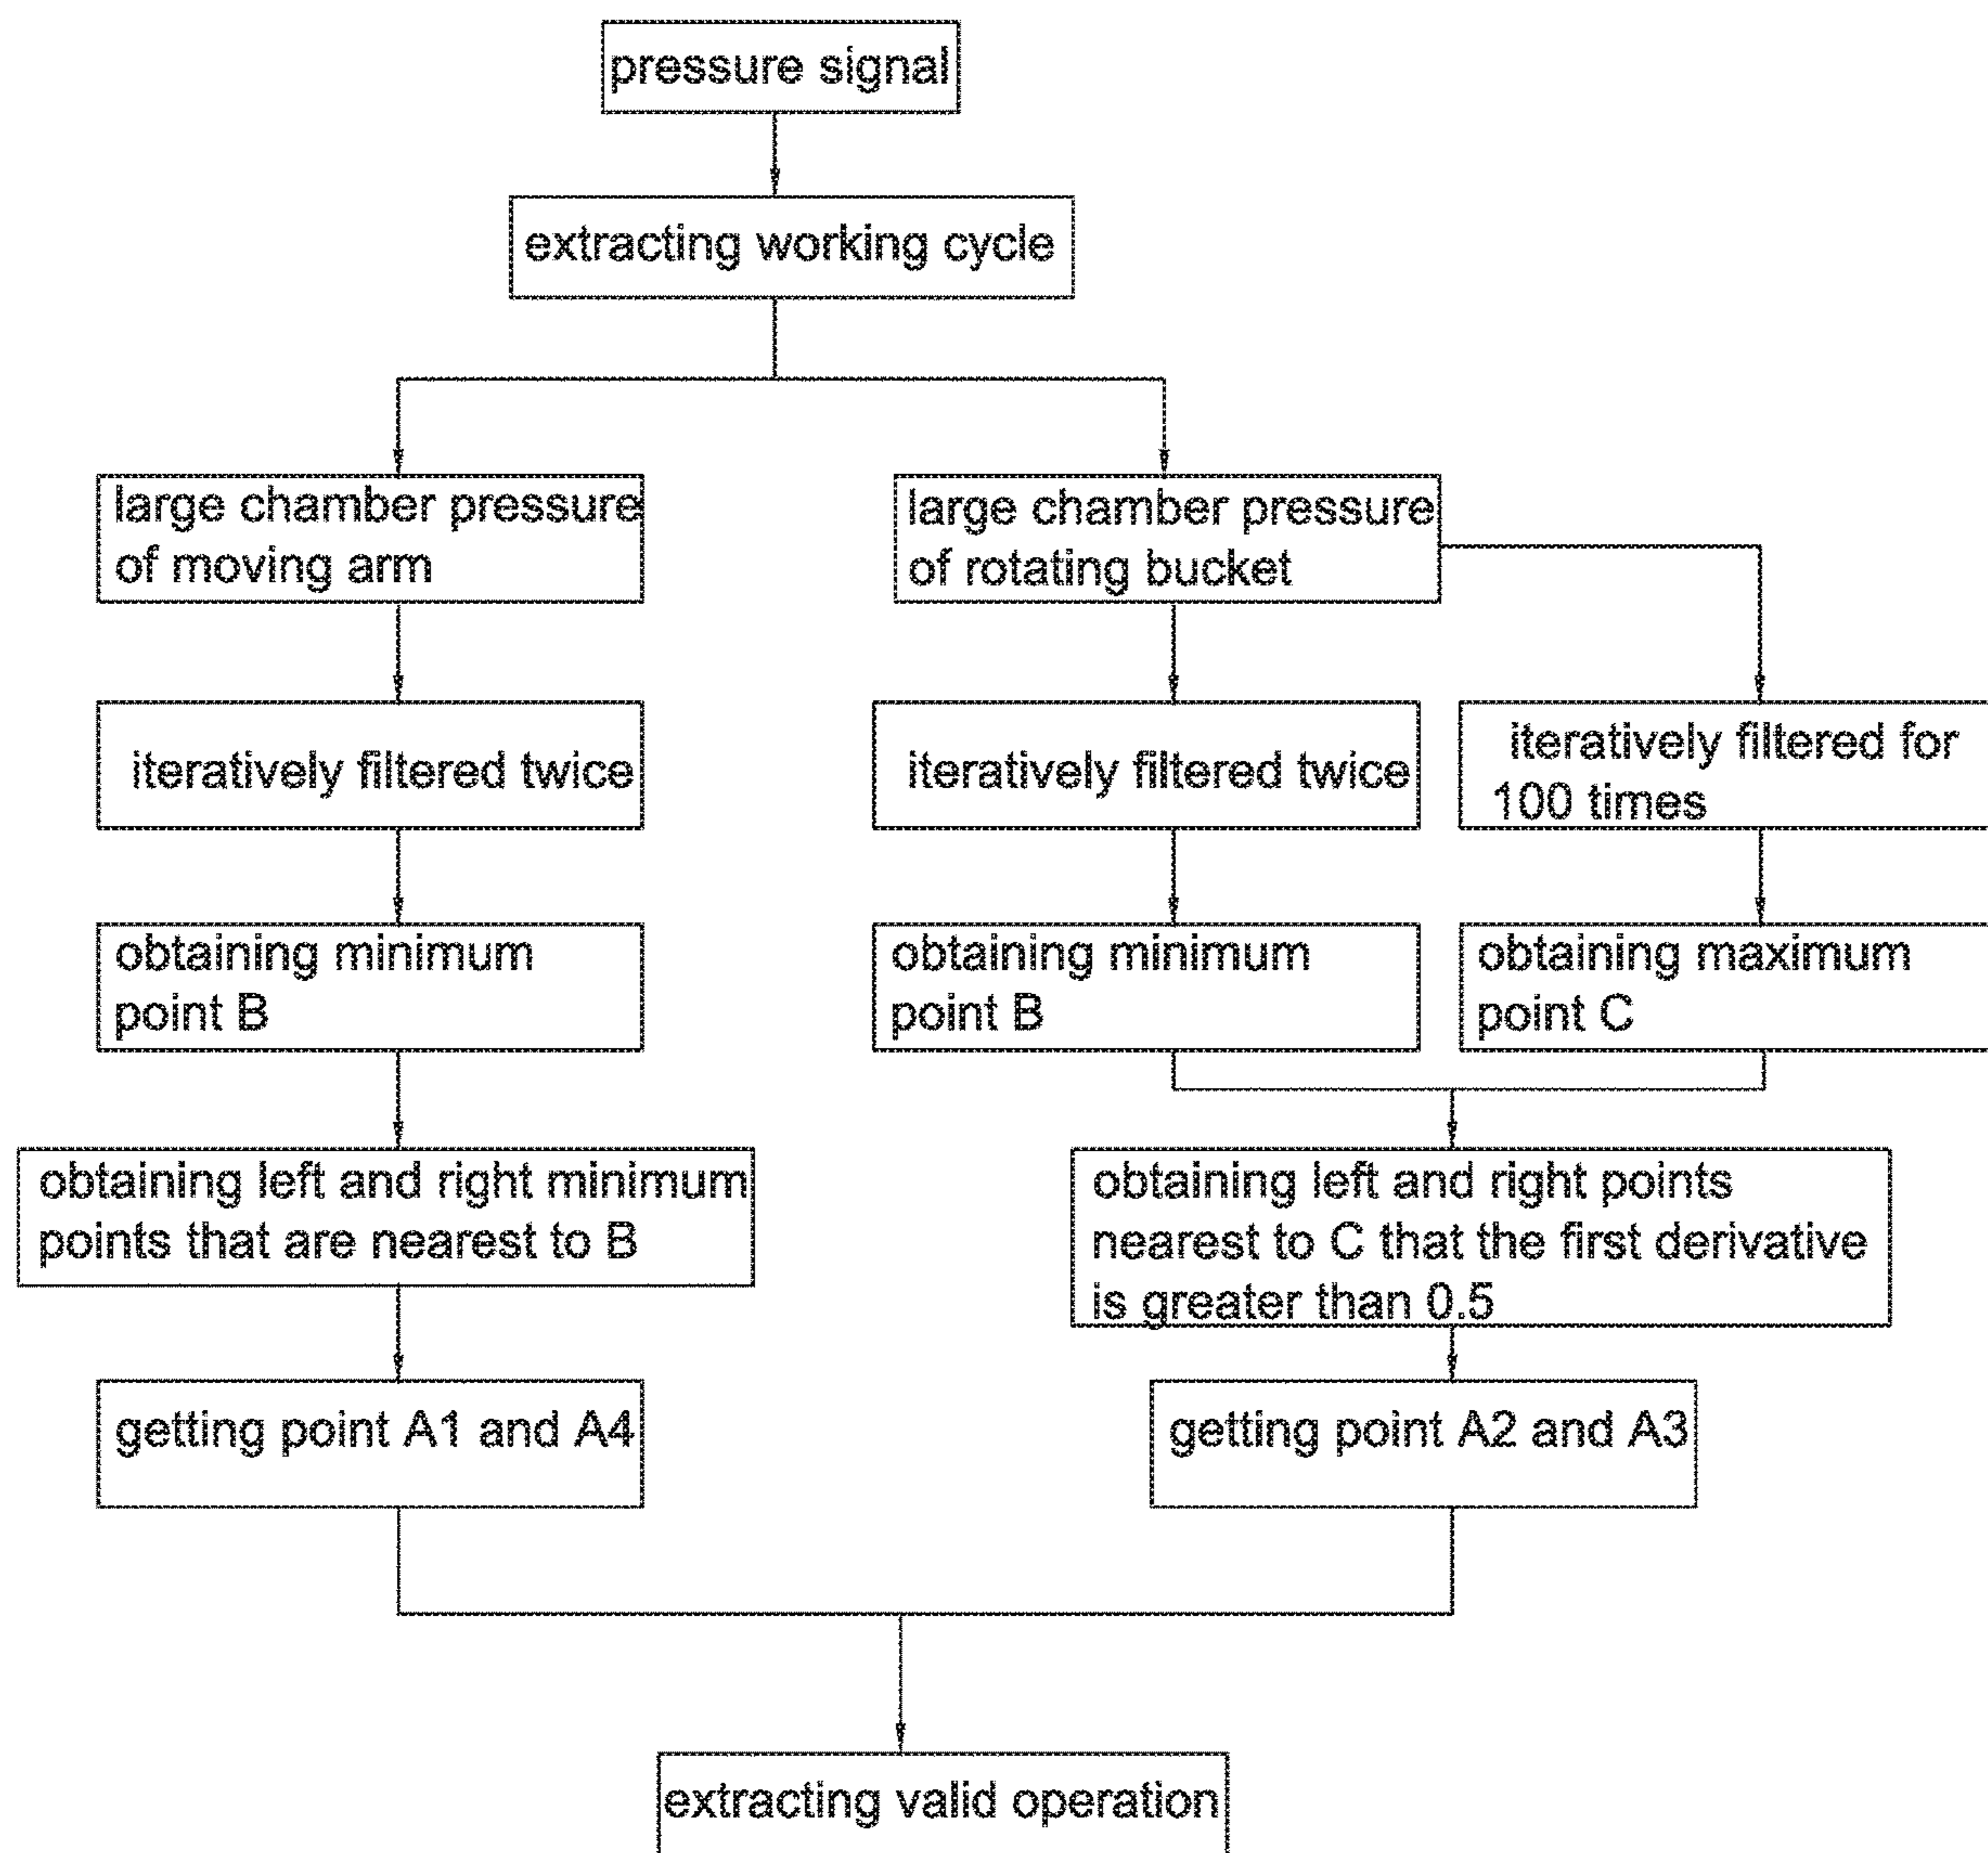 pressure signal
extracting working cycle
large chamber pressure
of moving arm
large chamber pressure
of rotating bucket
iteratively filtered twice
iteratively filtered twice
iteratively filtered for
100 times
obtaining minimum
point B
obtaining minimum
point B
obtaining maximum
point C
obtaining left and right minimum
points that are nearest to B
obtaining left and right points
nearest to C that the first derivative
is greater than 0.5
getting point A1 and A4
getting point A2 and A3
extracting valid operation